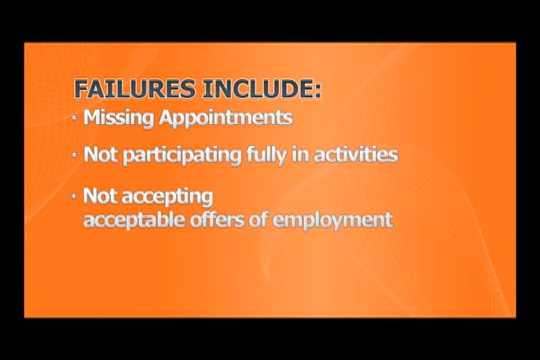 FAILURES INCLUDE:
* Missing Appointments
* Not participating fully in activities
* Not accepting
acceptable offers of employment